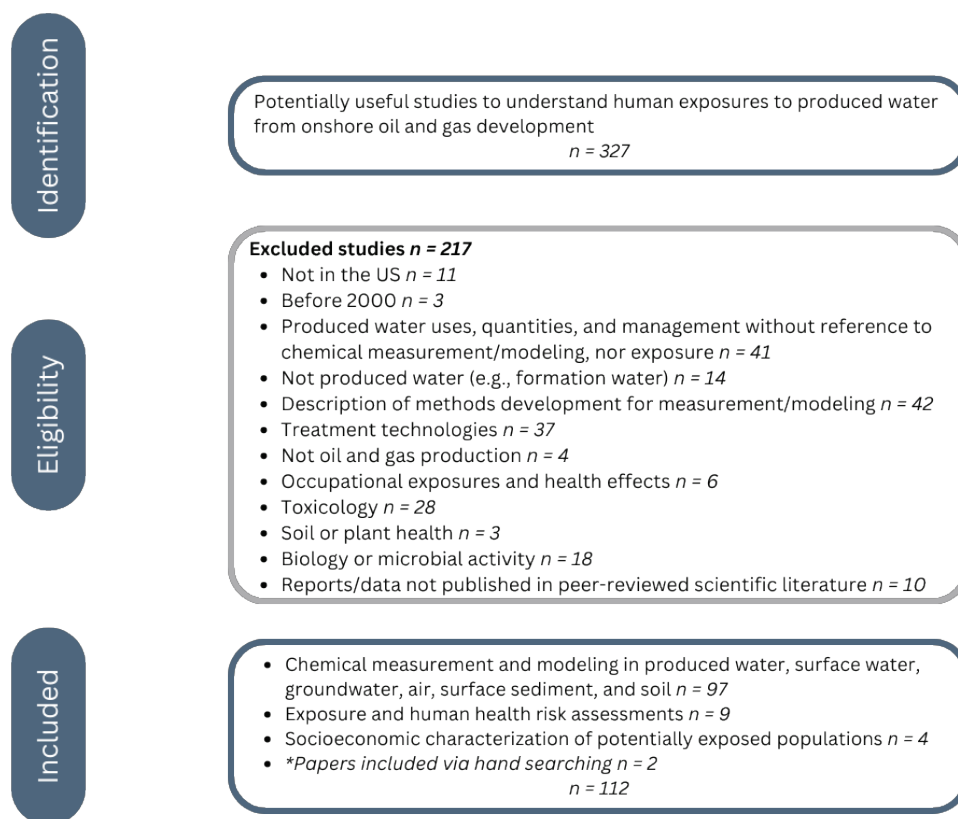 Identification
Potentially useful studies to understand human exposures to produced water
from onshore oil and gas development
n = 327
Eligibility
Excluded studies n = 217
• Not in the US n = 11
• Before 2000 n = 3
• Produced water uses, quantities, and management without reference to
chemical measurement/modeling, nor exposure n = 41
• Not produced water (e.g., formation water) n = 14
• Description of methods development for measurement/modeling n = 42
• Treatment technologies n = 37
• Not oil and gas production n = 4
• Occupational exposures and health effects n = 6
• Toxicology n = 28
• Soil or plant health n = 3
• Biology or microbial activity n = 18
• Reports/data not published in peer-reviewed scientific literature n = 10
Included
• Chemical measurement and modeling in produced water, surface water,
groundwater, air, surface sediment, and soil n = 97
• Exposure and human health risk assessments n = 9
• Socioeconomic characterization of potentially exposed populations n = 4
• *Papers included via hand searching n = 2
n = 112